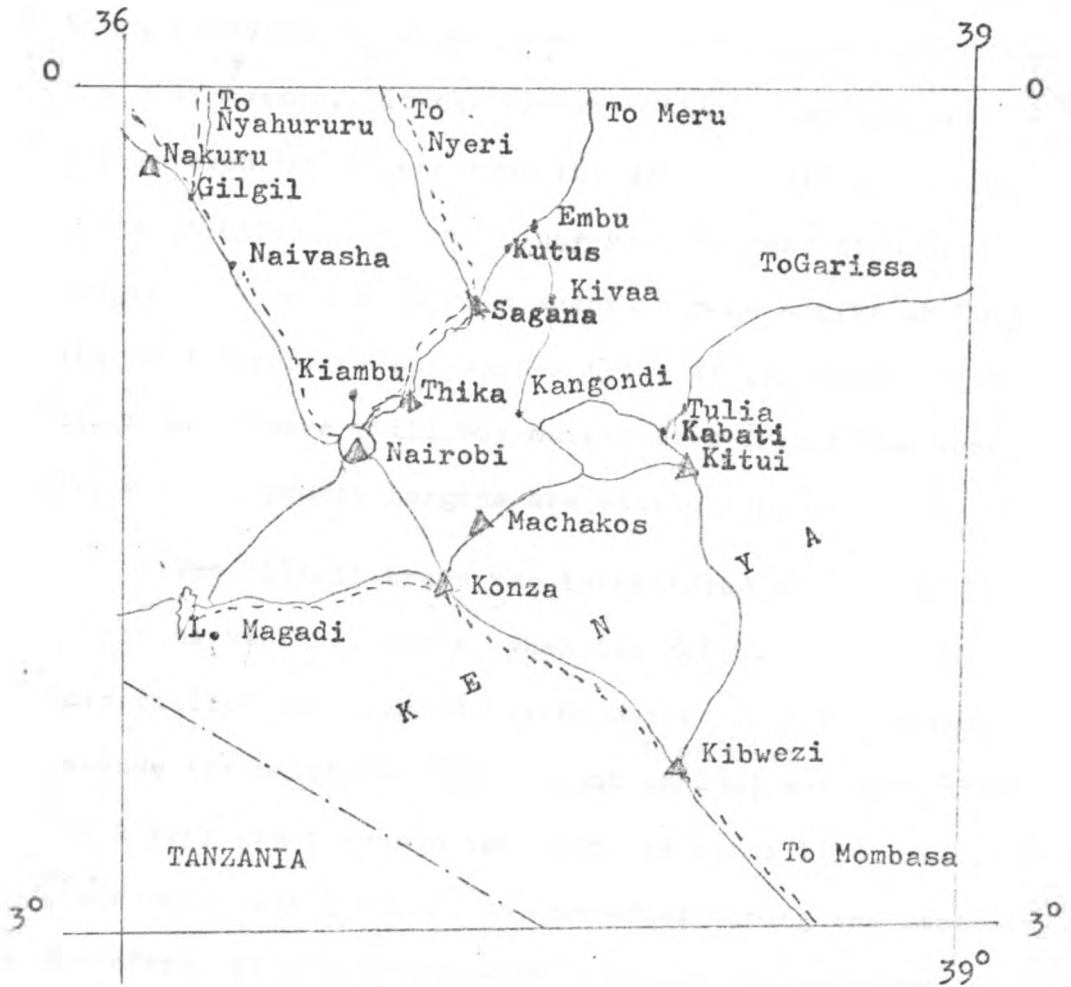 36
39
0
0
To
Nyahururu
To
Nyeri
To Meru
Nakuru
Gilgil
Embu
Kutus
Naivasha
ToGarissa
Kivaa
Sagana
Kiambu
Thika
Kangondi
Tulia
Kabati
Nairobi
Kitui
Machakos
Konza
L. Magadi
K E N Y A
Kibwezi
TANZANIA
To Mombasa
3°
3°
39°